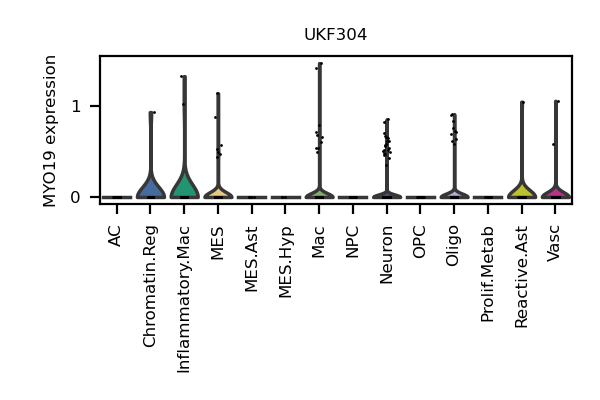 UKF304
MYO19 expression
1
0
AC
Chromatin.Reg
Inflammatory.Mac
MES
MES.Ast
MES.Hyp
Mac
NPC
Neuron
OPC
Oligo
Prolif.Metab
Reactive.Ast
Vasc